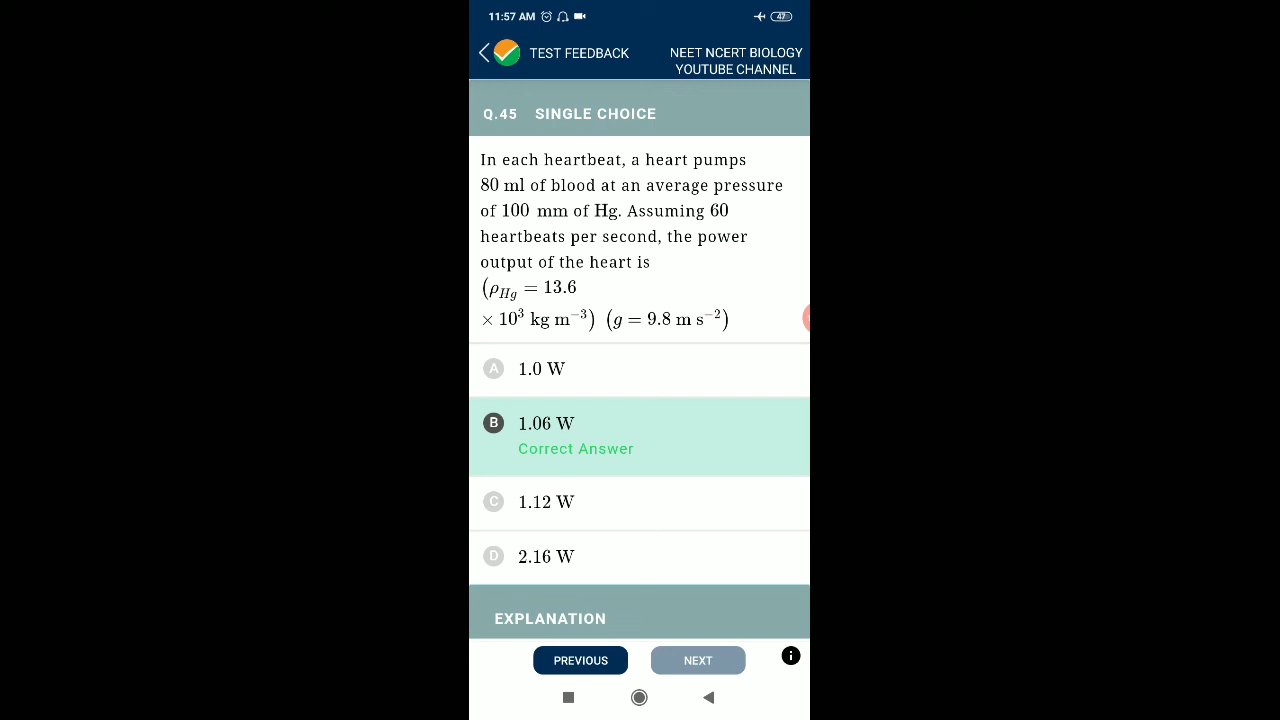 11:57 AM
47
TEST FEEDBACK
NEET NCERT BIOLOGY
YOUTUBE CHANNEL
Q.45 SINGLE CHOICE
In each heartbeat, a heart pumps
80 ml of blood at an average pressure
of 100 mm of Hg. Assuming 60
heartbeats per second, the power
output of the heart is
(ρ_Hg = 13.6
× 10³ kg m⁻³) (g = 9.8 m s⁻²)
A 1.0 W
B 1.06 W
Correct Answer
C 1.12 W
D 2.16 W
EXPLANATION
PREVIOUS NEXT